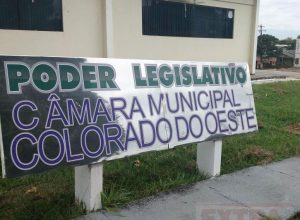 PODER LEGISLATIVO
CÂMARA MUNICIPAL
COLORADO DO OESTE